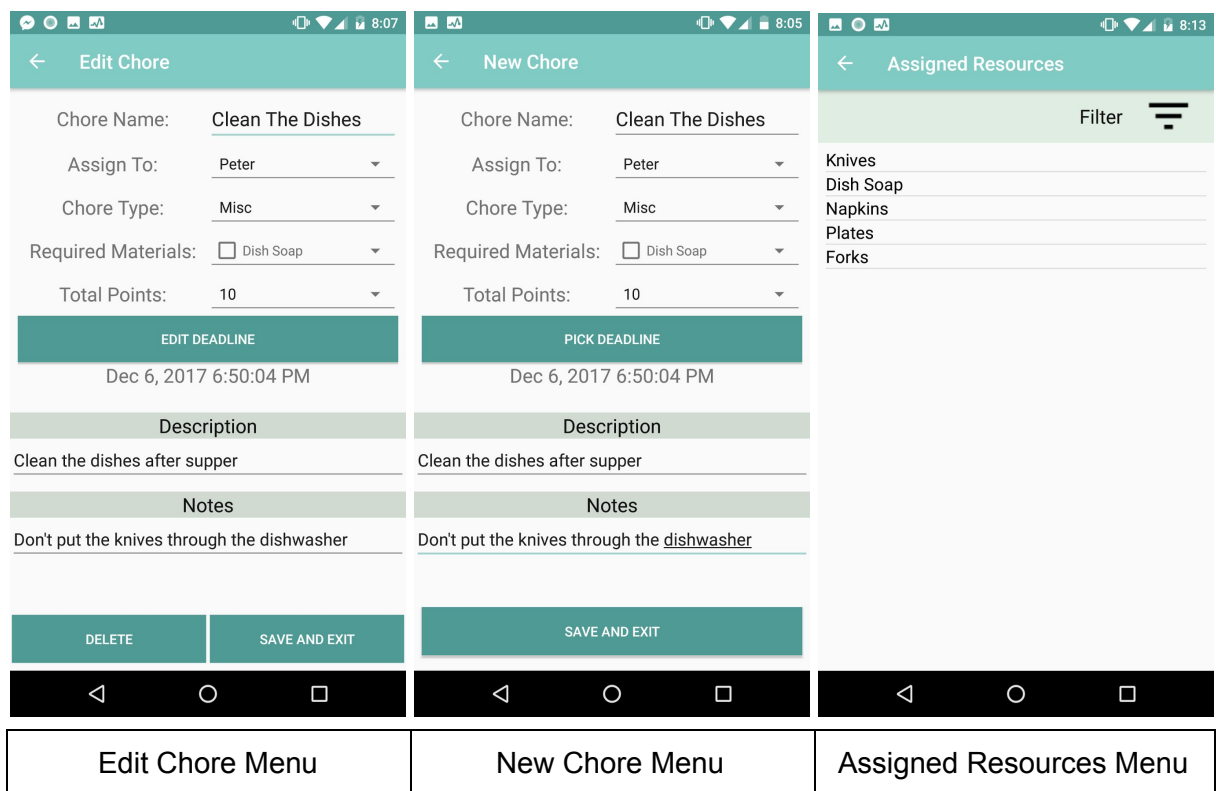 8:07
Edit Chore
Chore Name: Clean The Dishes
Assign To: Peter
Chore Type: Misc
Required Materials: Dish Soap
Total Points: 10
EDIT DEADLINE
Dec 6, 2017 6:50:04 PM
Description
Clean the dishes after supper
Notes
Don't put the knives through the dishwasher
DELETE SAVE AND EXIT
8:05
New Chore
Chore Name: Clean The Dishes
Assign To: Peter
Chore Type: Misc
Required Materials: Dish Soap
Total Points: 10
PICK DEADLINE
Dec 6, 2017 6:50:04 PM
Description
Clean the dishes after supper
Notes
Don't put the knives through the dishwasher
SAVE AND EXIT
8:13
Assigned Resources
Filter
Knives
Dish Soap
Napkins
Plates
Forks
Edit Chore Menu
New Chore Menu
Assigned Resources Menu